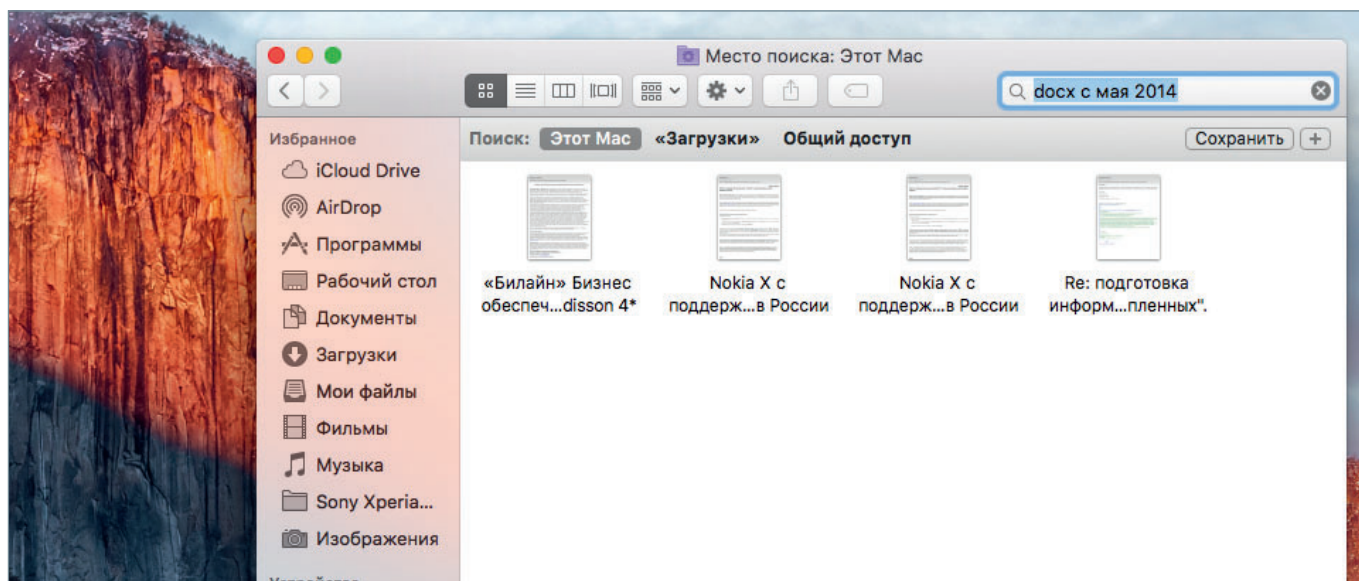 Место поиска: Этот Mac
docx с мая 2014
Избранное
Поиск: Этот Mac «Загрузки» Общий доступ Сохранить +
iCloud Drive
AirDrop
Программы
Рабочий стол
Документы
Загрузки
Мои файлы
Фильмы
Музыка
Sony Xperia...
Изображения
«Билайн» Бизнес
обеспеч...disson 4*
Nokia X с
поддерж...в России
Nokia X с
поддерж...в России
Re: подготовка
информ...пленных".